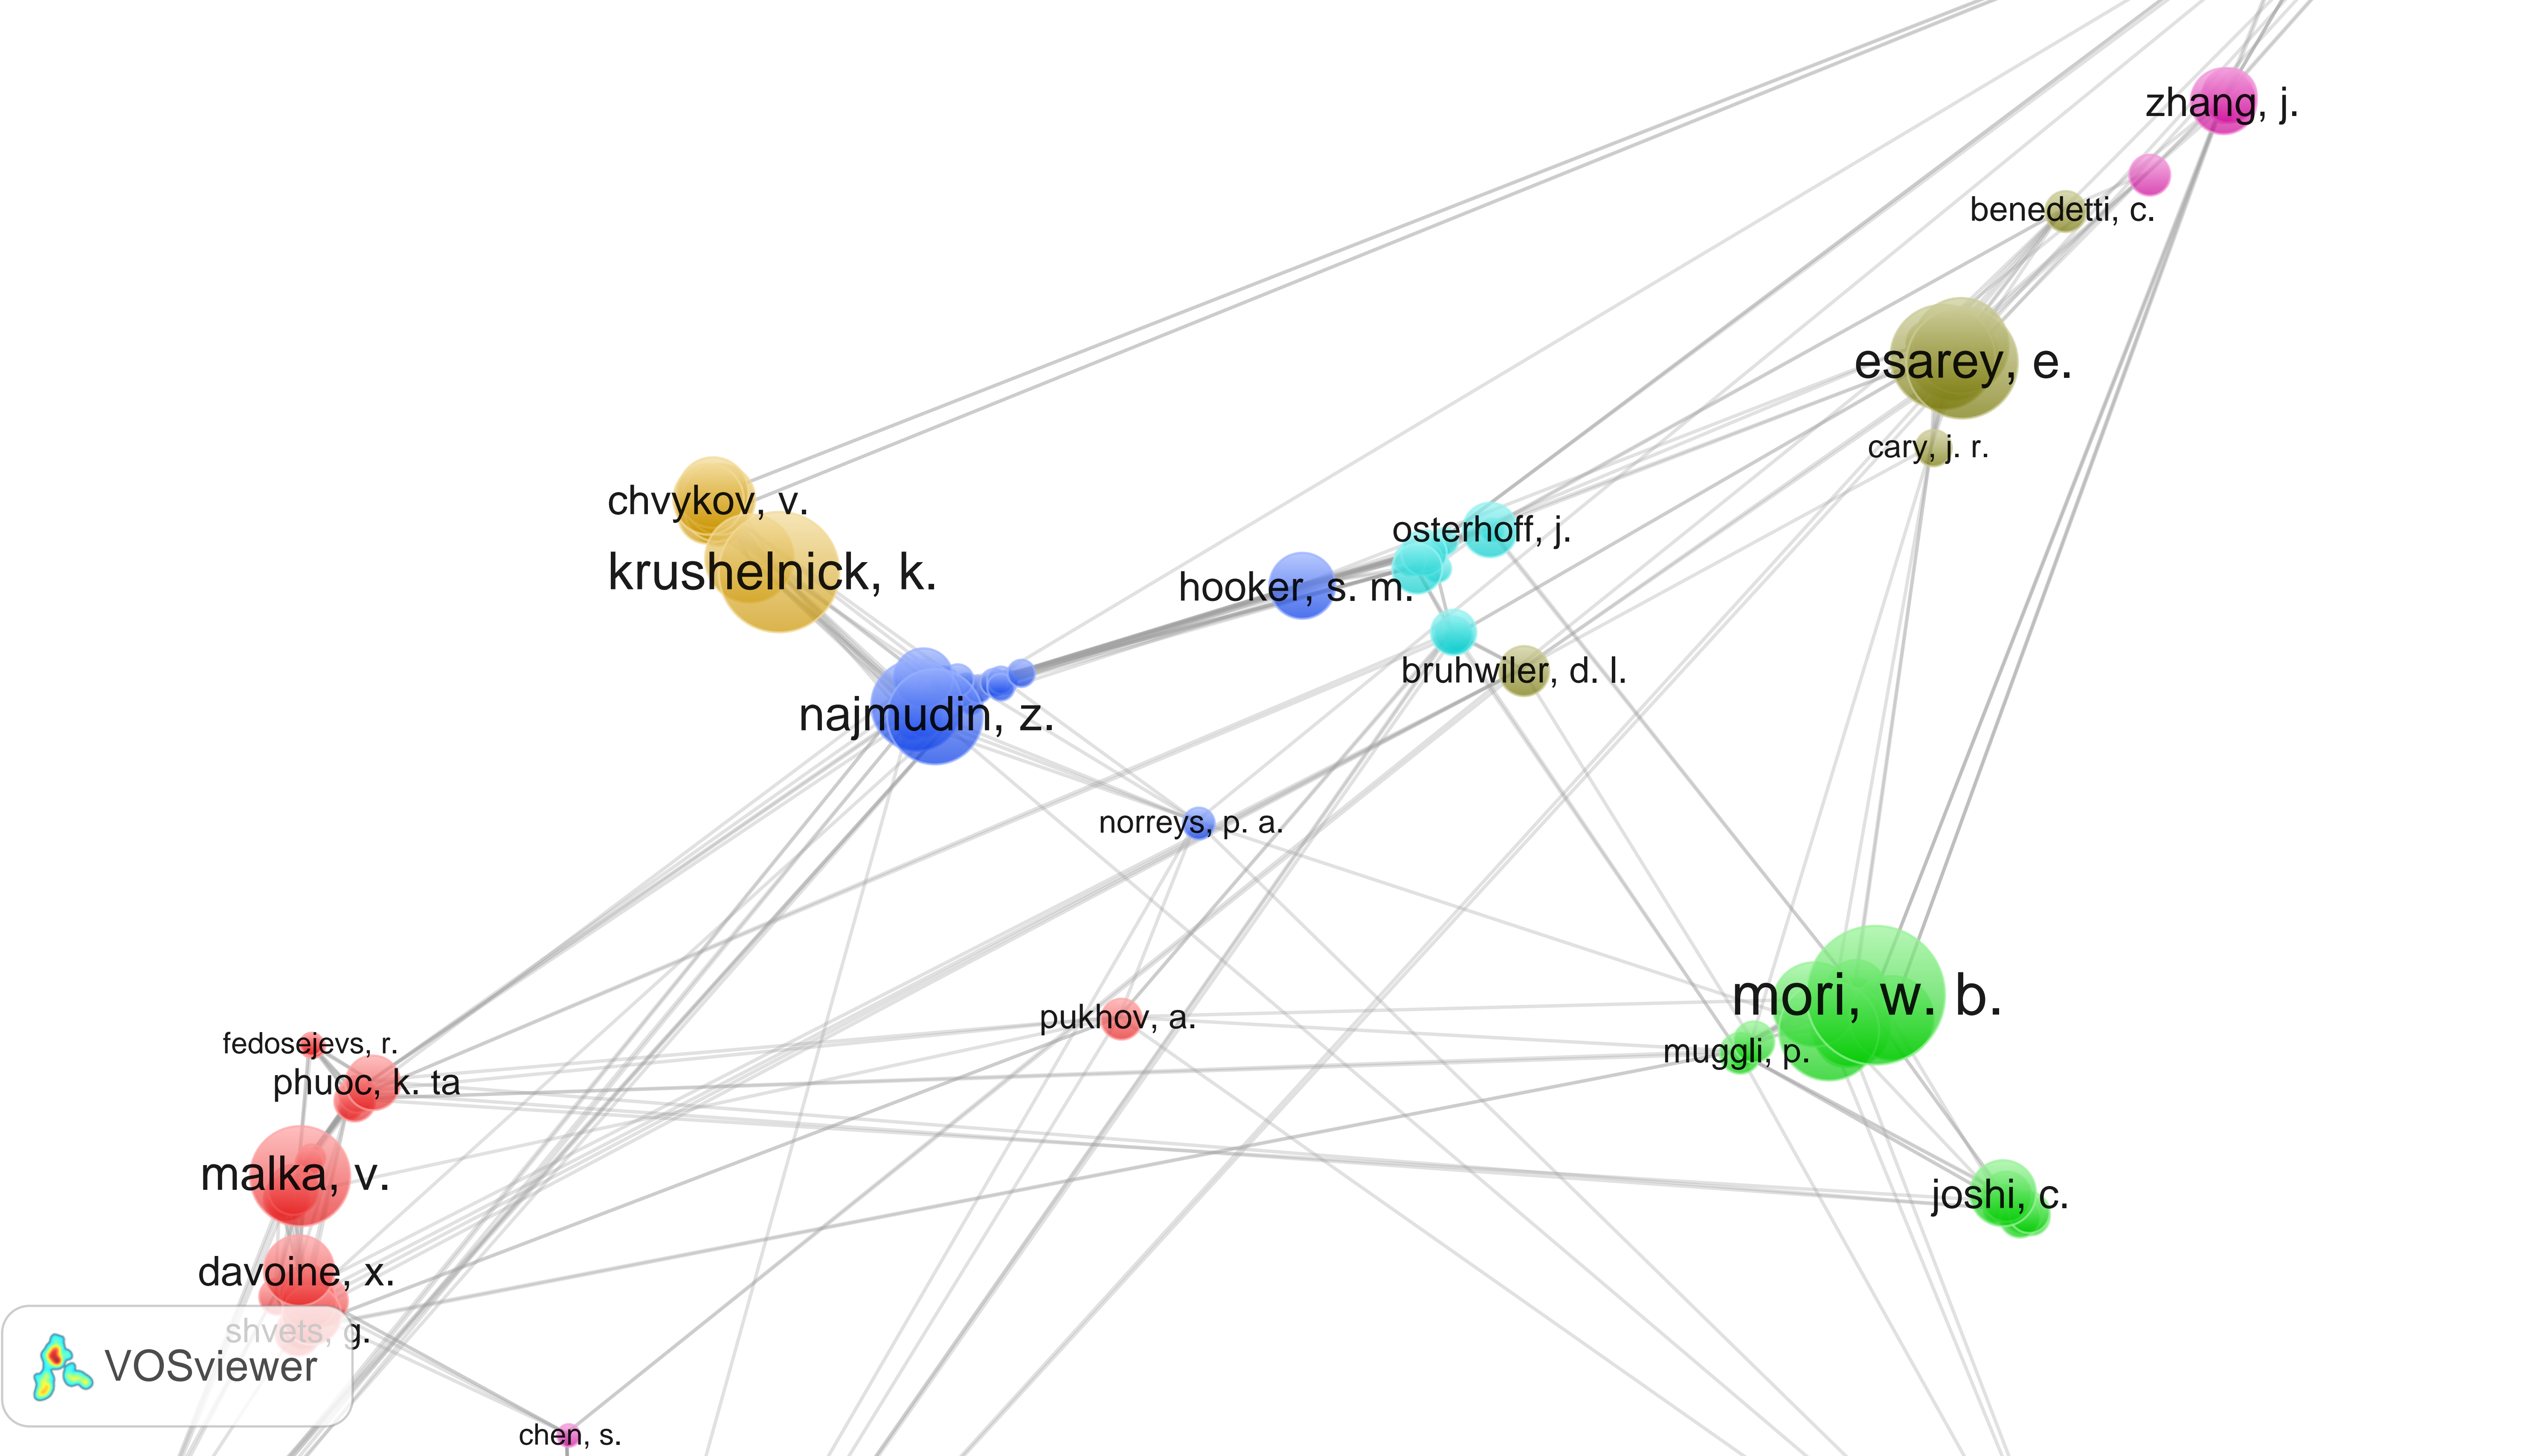 zhang, j.
benedetti, c.
esarey, e.
cary, j. r.
chvykov, v.
osterhoff, j.
krushelnick, k.
hooker, s. m.
bruhwiler, d. l.
najmudin, z.
norreys, p. a.
mori, w. b.
pukhov, a.
fedosejevs, r.
muggli, p.
phuoc, k. ta
malka, v.
joshi, c.
davoine, x.
shvets, g.
VOSviewer
chen, s.